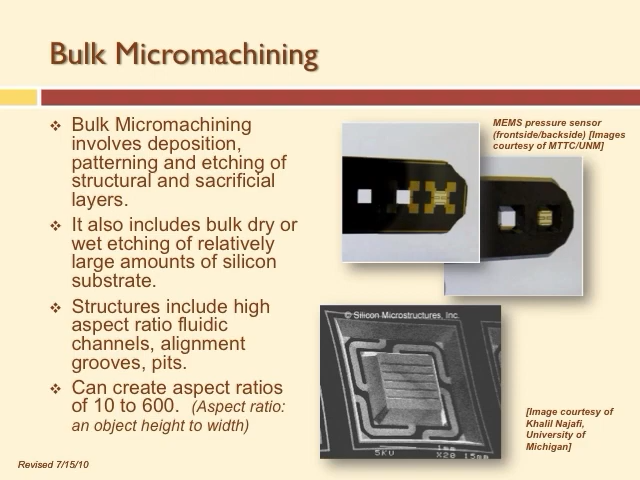 Bulk Micromachining
❖ Bulk Micromachining
involves deposition,
patterning and etching of
structural and sacrificial
layers.
❖ It also includes bulk dry or
wet etching of relatively
large amounts of silicon
substrate.
❖ Structures include high
aspect ratio fluidic
channels, alignment
grooves, pits.
❖ Can create aspect ratios
of 10 to 600. (Aspect ratio:
an object height to width)
MEMS pressure sensor
(frontside/backside) [Images
courtesy of MTTC/UNM]
© Silicon Microstructures, Inc.
5KV 1mm
X20 15mm
[Image courtesy of
Khalil Najafi,
University of
Michigan]
Revised 7/15/10